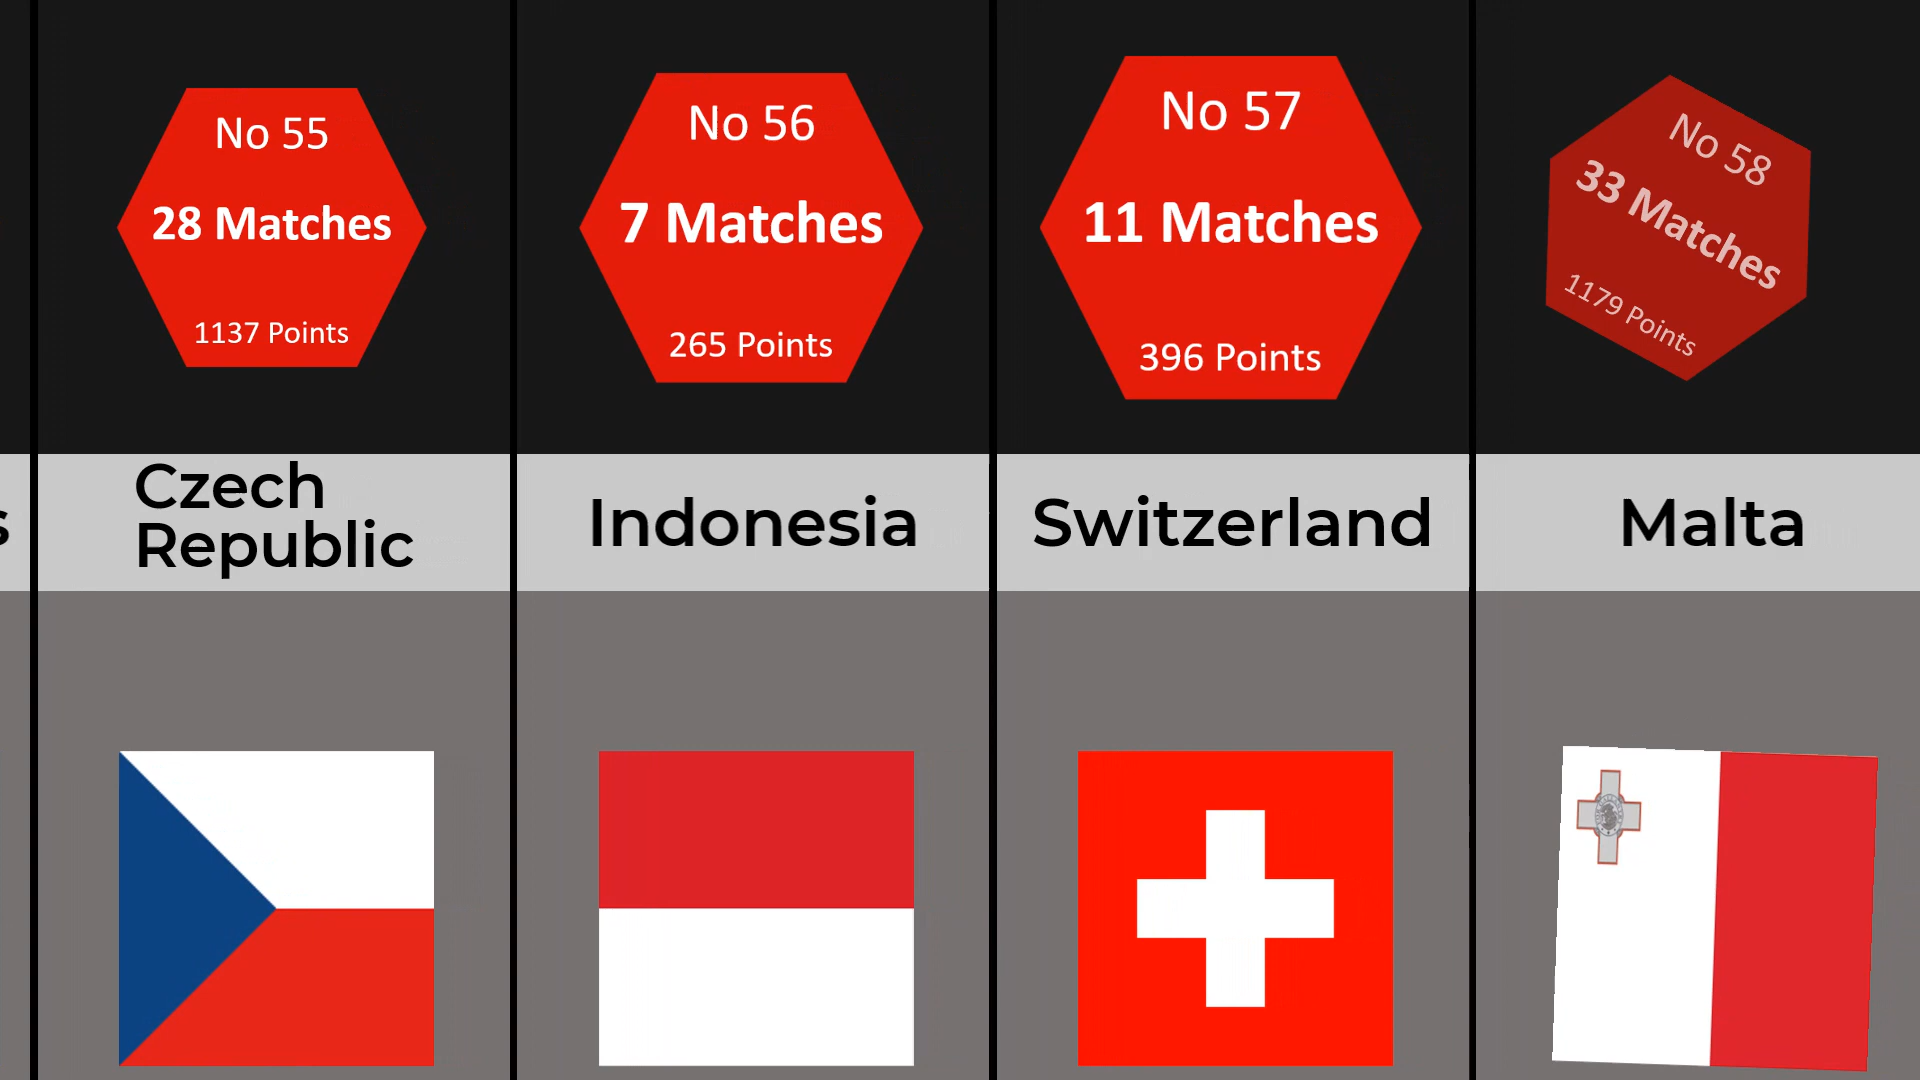 No 55
28 Matches
1137 Points
No 56
7 Matches
265 Points
No 57
11 Matches
396 Points
No 58
33 Matches
1179 Points
Czech
Republic
Indonesia
Switzerland
Malta